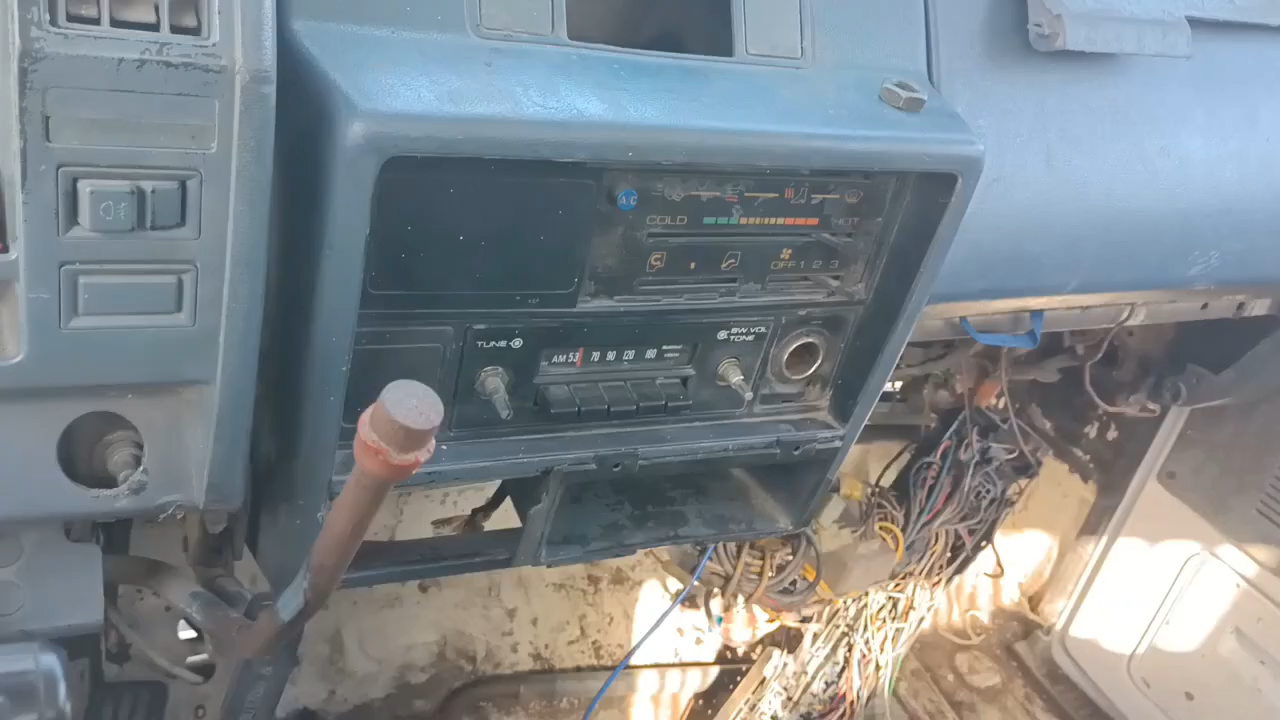 A/C
COLD HOT
OFF 1 2 3
TUNE
SW.VOL
TONE
AM 53 70 90 120 160